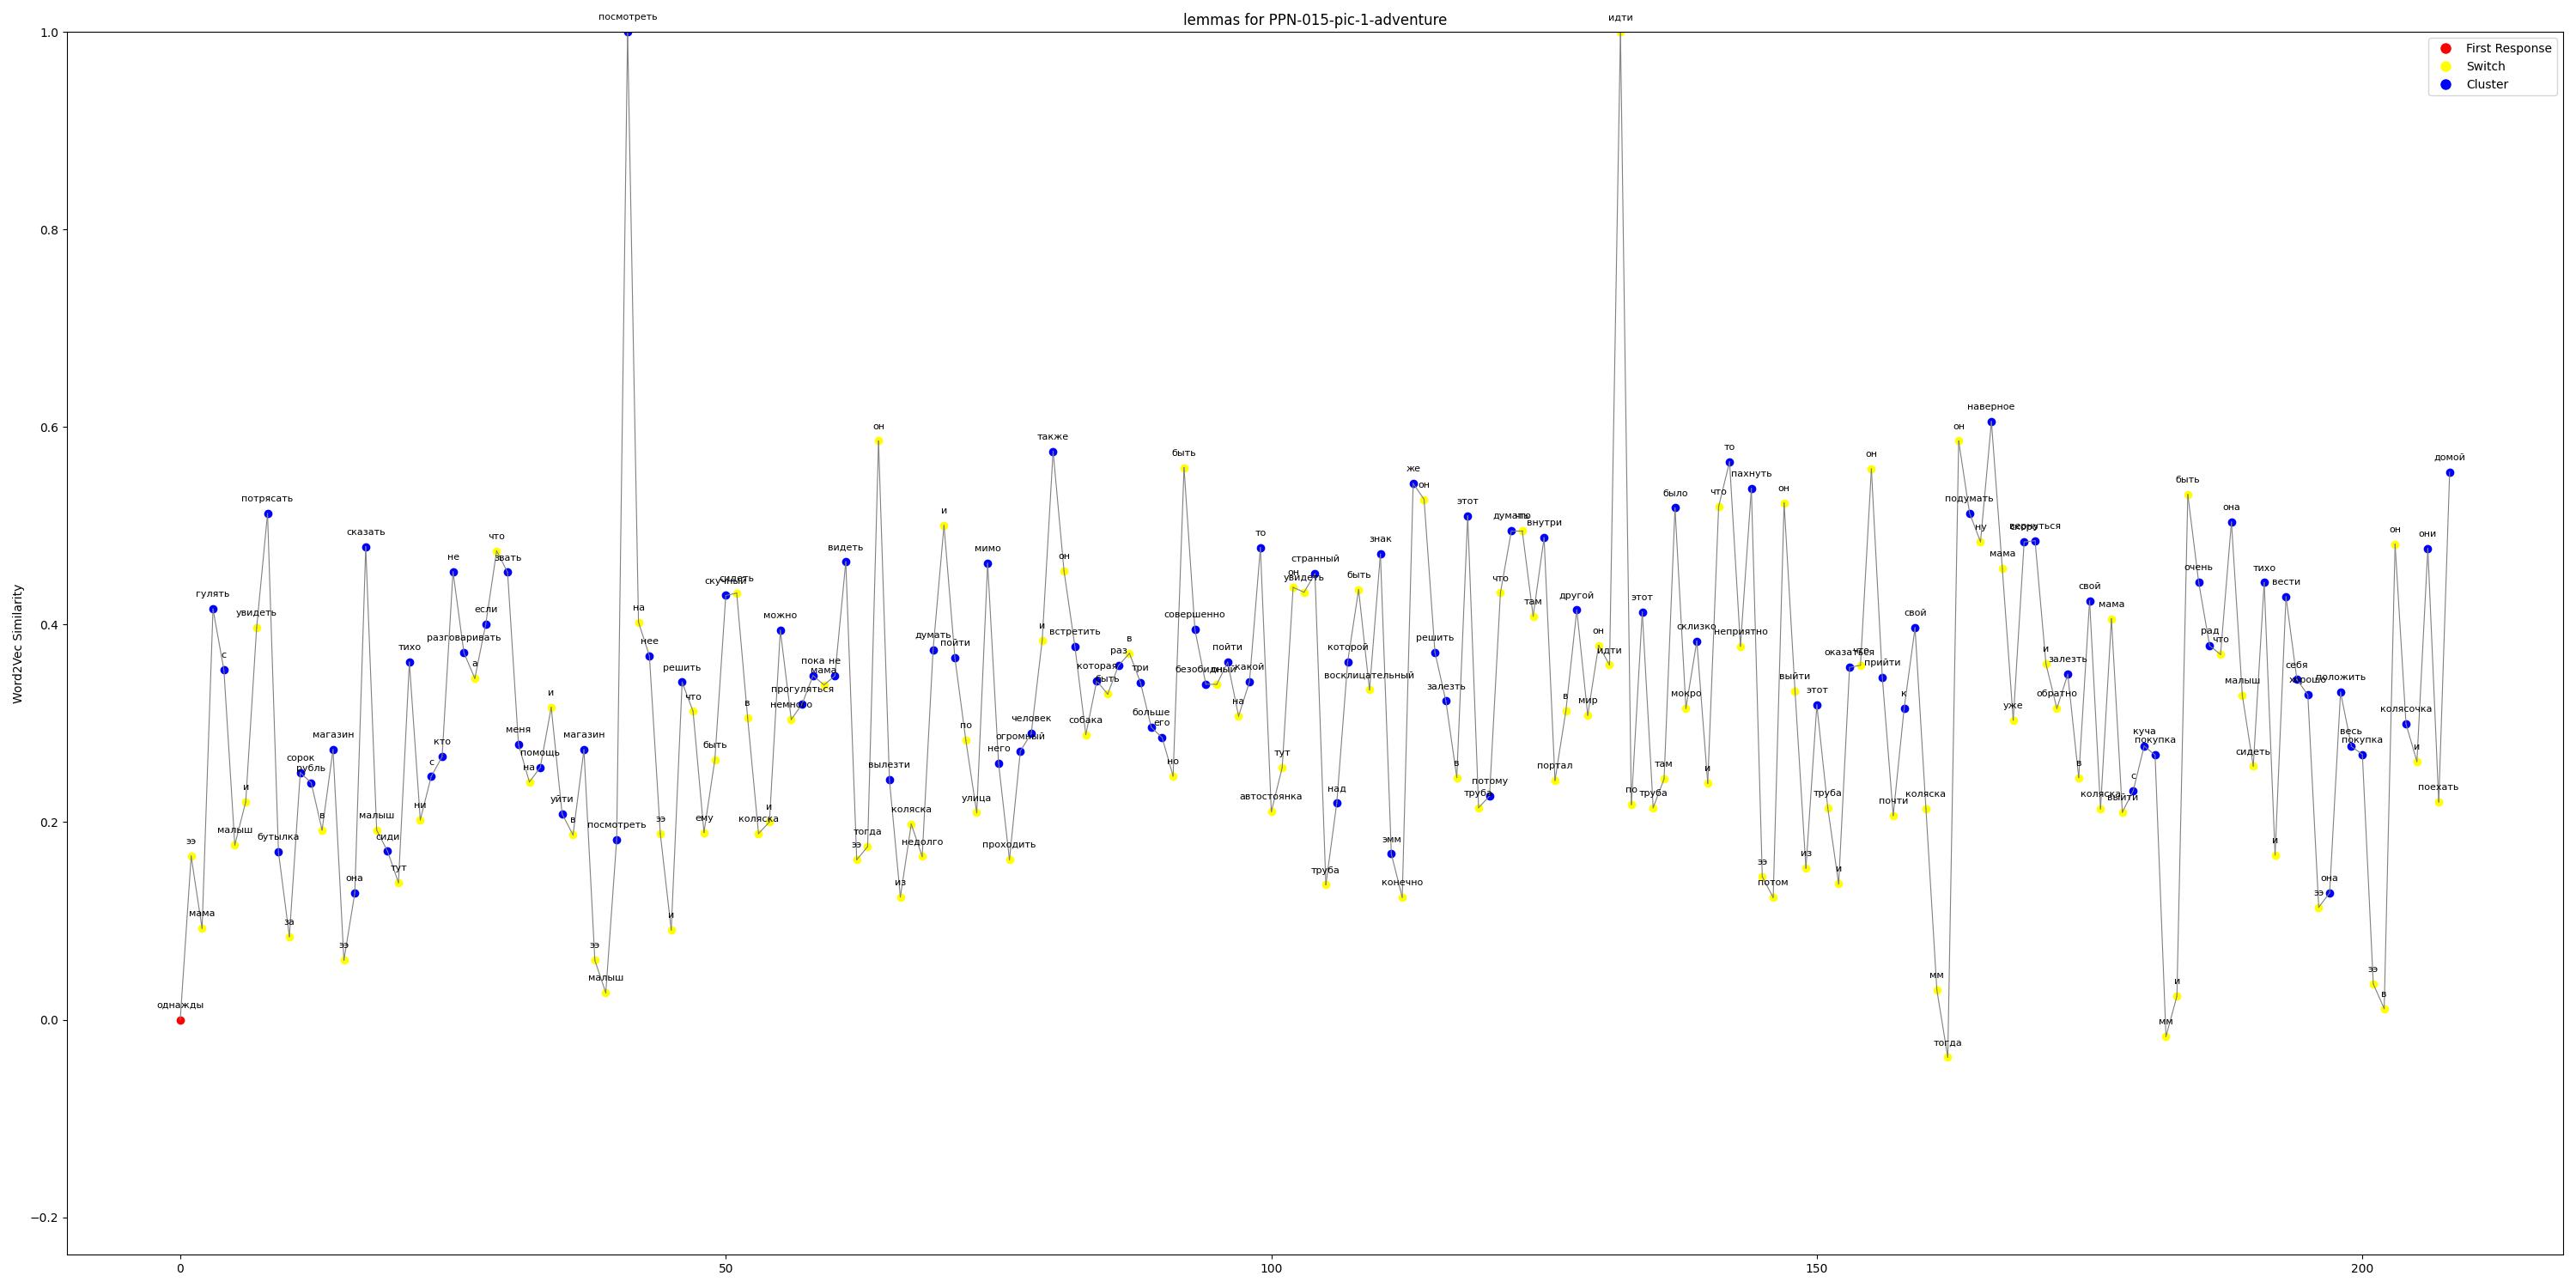 lemmas for PPN-015-pic-1-adventure
First Response
Switch
Cluster
Word2Vec Similarity
1.0
0.8
0.6
0.4
0.2
0.0
−0.2
0
50
100
150
200
однажды
ээ
мама
гулять
с
малыш
и
увидеть
потрясать
бутылка
за
сорок
рубль
в
магазин
ээ
она
сказать
малыш
сиди
тут
тихо
ни
с
кто
не
разговаривать
а
если
что
звать
меня
на
помощь
и
уйти
в
магазин
ээ
малыш
посмотреть
посмотреть
на
нее
ээ
и
решить
что
ему
быть
скучный
сидеть
в
коляска
и
можно
немного
прогуляться
пока
мама
не
видеть
ээ
тогда
он
вылезти
из
коляска
недолго
думать
и
пойти
по
улица
мимо
него
проходить
огромный
человек
и
также
он
встретить
собака
которая
быть
раз
в
три
больше
его
но
быть
совершенно
безобидный
он
пойти
на
какой
то
автостоянка
тут
он
увидеть
странный
труба
над
которой
быть
восклицательный
знак
эмм
конечно
же
он
решить
залезть
в
этот
труба
потому
что
думать
что
там
внутри
портал
в
другой
мир
он
идти
идти
по
этот
труба
там
было
мокро
склизко
и
что
то
неприятно
пахнуть
ээ
потом
он
выйти
из
этот
труба
и
оказаться
что
он
прийти
почти
к
свой
коляска
мм
тогда
он
подумать
ну
наверное
мама
уже
скоро
вернуться
и
обратно
залезть
в
свой
коляска
мама
выйти
с
куча
покупка
мм
и
быть
очень
рад
что
она
малыш
сидеть
тихо
и
вести
себя
хорошо
ээ
она
положить
весь
покупка
ээ
в
он
колясочка
и
они
поехать
домой